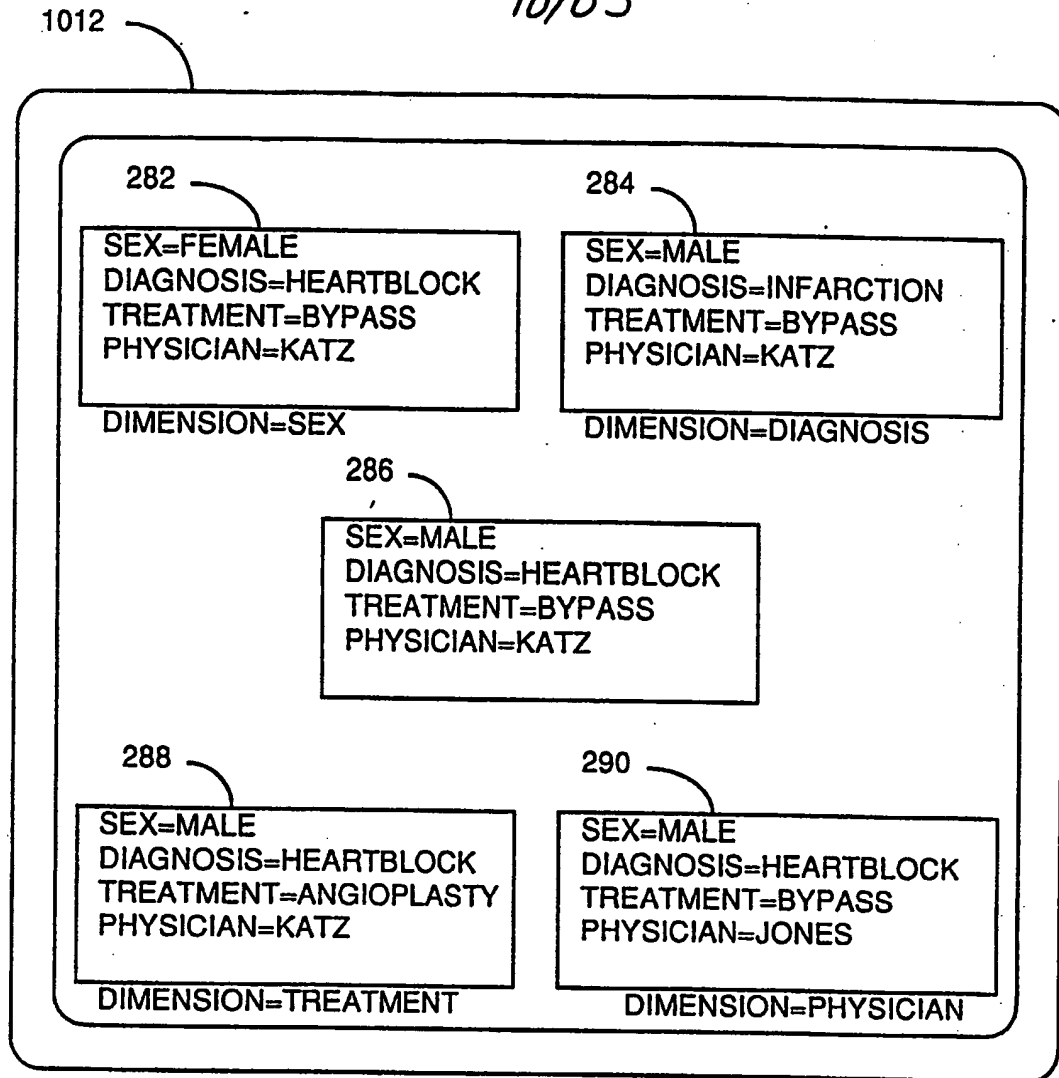 1012
282
SEX=FEMALE
DIAGNOSIS=HEARTBLOCK
TREATMENT=BYPASS
PHYSICIAN=KATZ
DIMENSION=SEX
284
SEX=MALE
DIAGNOSIS=INFARCTION
TREATMENT=BYPASS
PHYSICIAN=KATZ
DIMENSION=DIAGNOSIS
286
SEX=MALE
DIAGNOSIS=HEARTBLOCK
TREATMENT=BYPASS
PHYSICIAN=KATZ
288
SEX=MALE
DIAGNOSIS=HEARTBLOCK
TREATMENT=ANGIOPLASTY
PHYSICIAN=KATZ
DIMENSION=TREATMENT
290
SEX=MALE
DIAGNOSIS=HEARTBLOCK
TREATMENT=BYPASS
PHYSICIAN=JONES
DIMENSION=PHYSICIAN